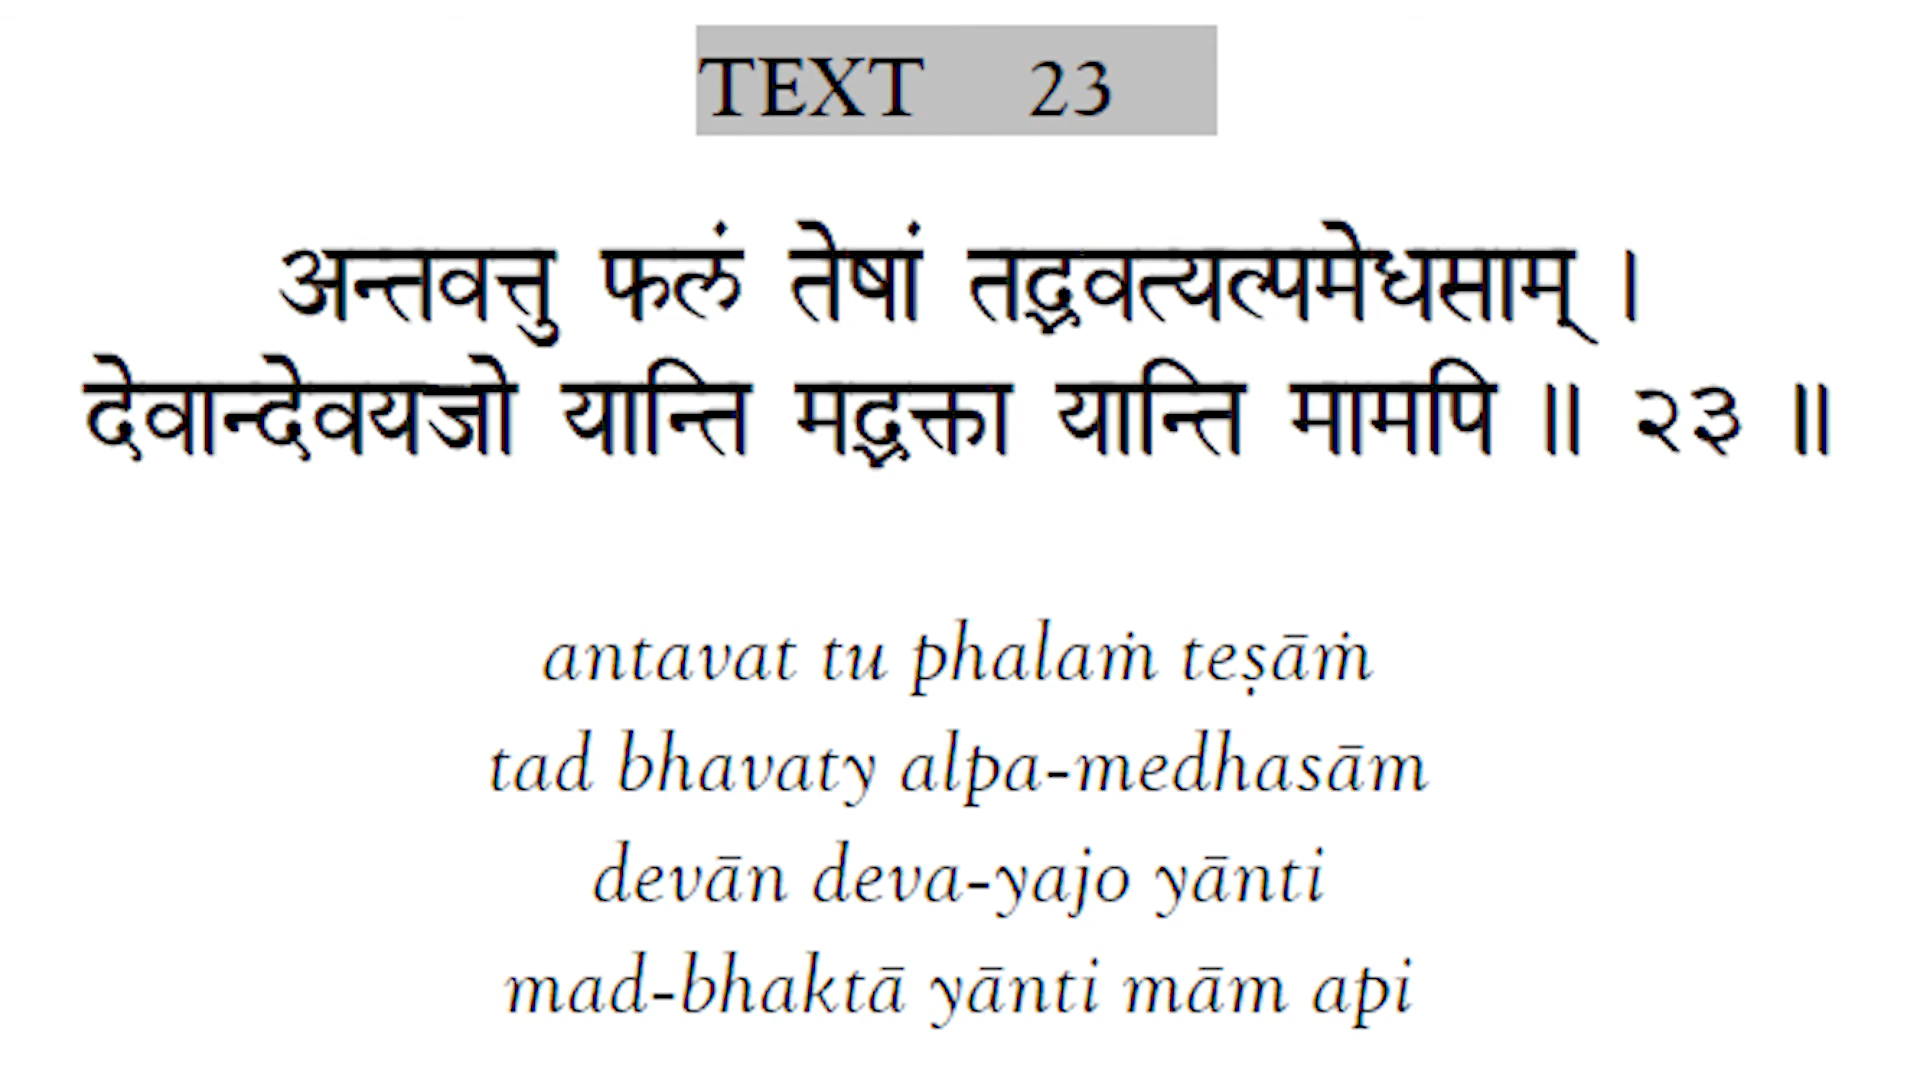 TEXT 23
अन्तवत्तु फलं तेषां तद्भवत्यल्पमेधसाम् ।
देवान्देवयजो यान्ति मद्भक्ता यान्ति मामपि ॥ २३ ॥
antavat tu phalaṁ teṣāṁ
tad bhavaty alpa-medhasām
devān deva-yajo yānti
mad-bhaktā yānti mām api